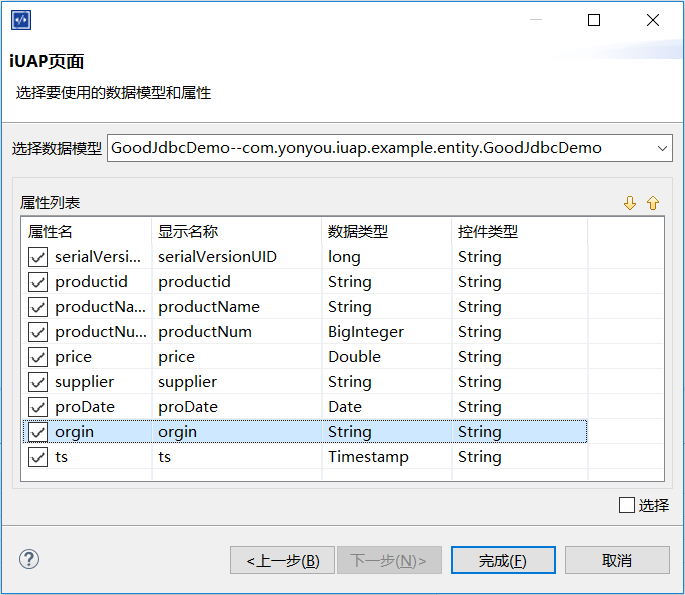 iUAP页面
选择要使用的数据模型和属性
选择数据模型 GoodJdbcDemo--com.yonyou.iuap.example.entity.GoodJdbcDemo
属性列表
属性名 显示名称 数据类型 控件类型
serialVersi... serialVersionUID long String
productid productid String String
productNa... productName String String
productNu... productNum BigInteger String
price price Double String
supplier supplier String String
proDate proDate Date String
orgin orgin String String
ts ts Timestamp String
选择
<上一步(B) 下一步(N)> 完成(F) 取消